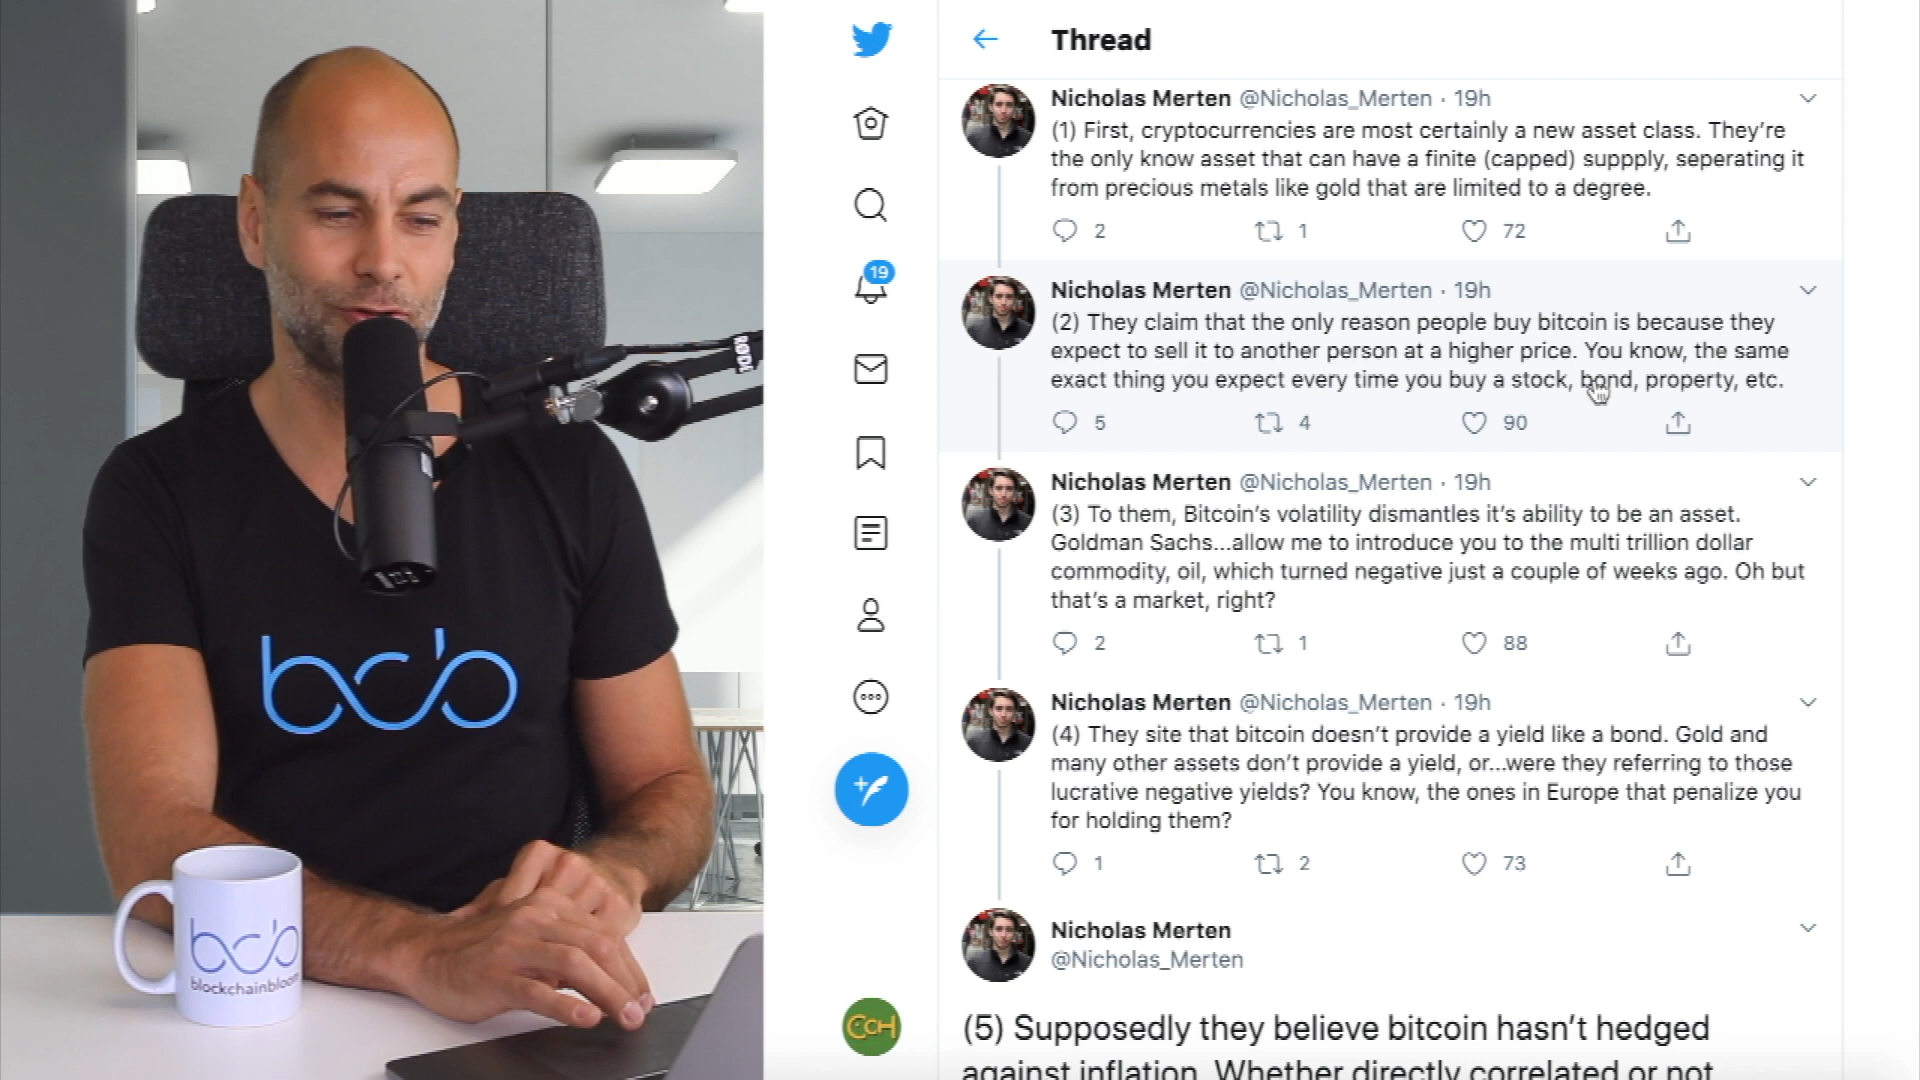 Thread
Nicholas Merten @Nicholas_Merten · 19h
(1) First, cryptocurrencies are most certainly a new asset class. They're
the only know asset that can have a finite (capped) suppply, seperating it
from precious metals like gold that are limited to a degree.
2 1 72
Nicholas Merten @Nicholas_Merten · 19h
(2) They claim that the only reason people buy bitcoin is because they
expect to sell it to another person at a higher price. You know, the same
exact thing you expect every time you buy a stock, bond, property, etc.
5 4 90
Nicholas Merten @Nicholas_Merten · 19h
(3) To them, Bitcoin's volatility dismantles it's ability to be an asset.
Goldman Sachs...allow me to introduce you to the multi trillion dollar
commodity, oil, which turned negative just a couple of weeks ago. Oh but
that's a market, right?
2 1 88
Nicholas Merten @Nicholas_Merten · 19h
(4) They site that bitcoin doesn't provide a yield like a bond. Gold and
many other assets don't provide a yield, or...were they referring to those
lucrative negative yields? You know, the ones in Europe that penalize you
for holding them?
1 2 73
Nicholas Merten
@Nicholas_Merten
(5) Supposedly they believe bitcoin hasn't hedged
against inflation. Whether directly correlated or not
19
CCH
RØDE
bcb
bcb
blockchainbloom